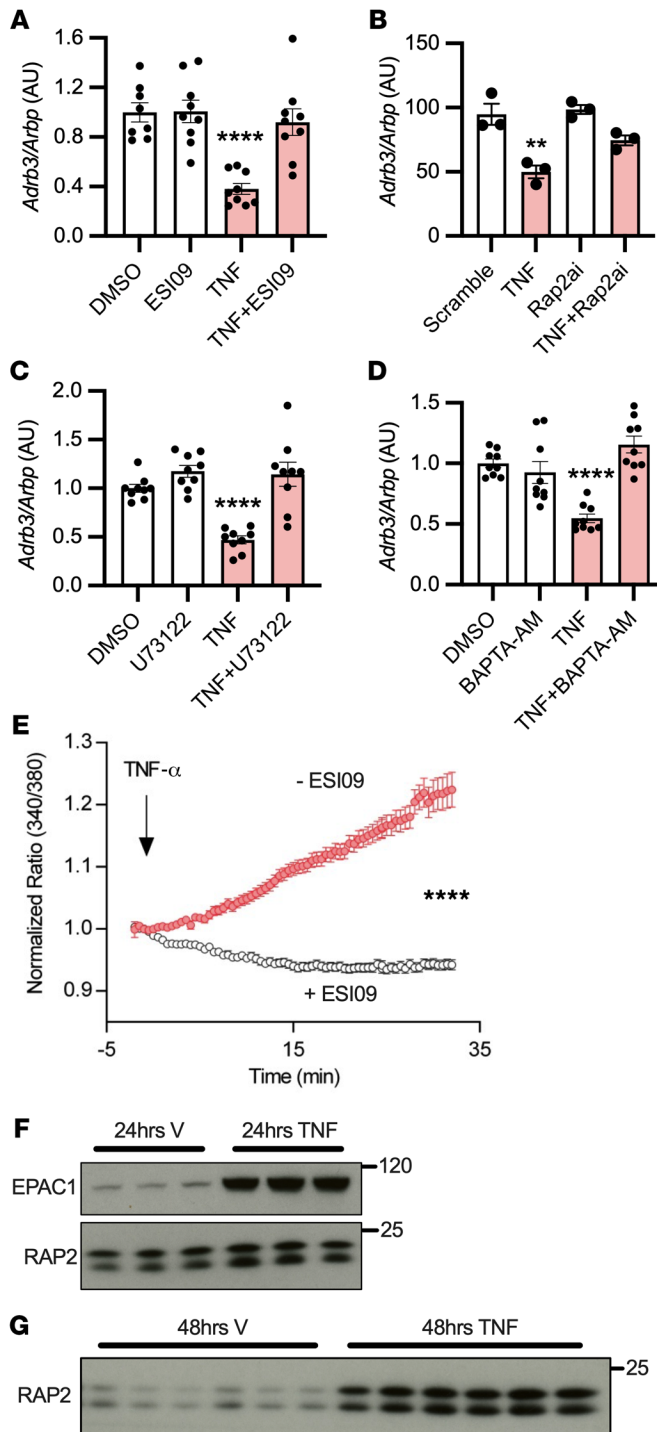 A
Adrb3/Arbp (AU)
1.6
1.2
0.8
0.4
0.0
****
DMSO
ESI09
TNF
TNF+ESI09
B
Adrb3/Arbp (AU)
150
100
50
0
**
Scramble
TNF
Rap2ai
TNF+Rap2ai
C
Adrb3/Arbp (AU)
2.0
1.5
1.0
0.5
0.0
****
DMSO
U73122
TNF
TNF+U73122
D
Adrb3/Arbp (AU)
1.5
1.0
0.5
0.0
****
DMSO
BAPTA-AM
TNF
TNF+BAPTA-AM
E
Normalized Ratio (340/380)
1.3
1.2
1.1
1.0
0.9
TNF-α
- ESI09
****
+ ESI09
-5
15
35
Time (min)
F
24hrs V
24hrs TNF
EPAC1
120
25
RAP2
G
48hrs V
48hrs TNF
25
RAP2